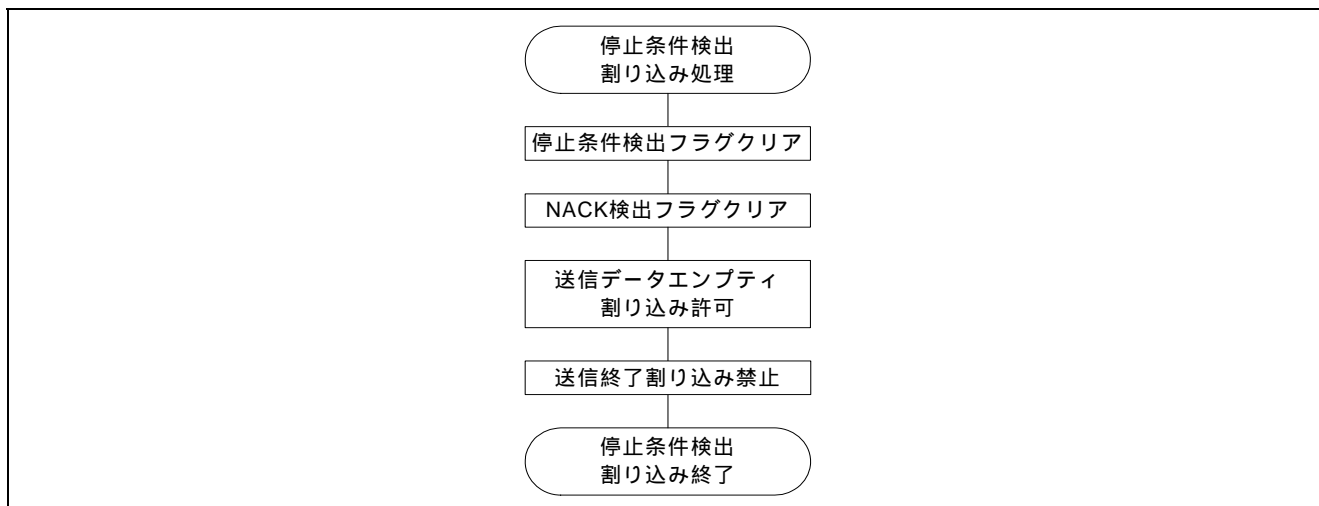 停止条件検出
割り込み処理
停止条件検出フラグクリア
NACK検出フラグクリア
送信データエンプティ
割り込み許可
送信終了割り込み禁止
停止条件検出
割り込み終了